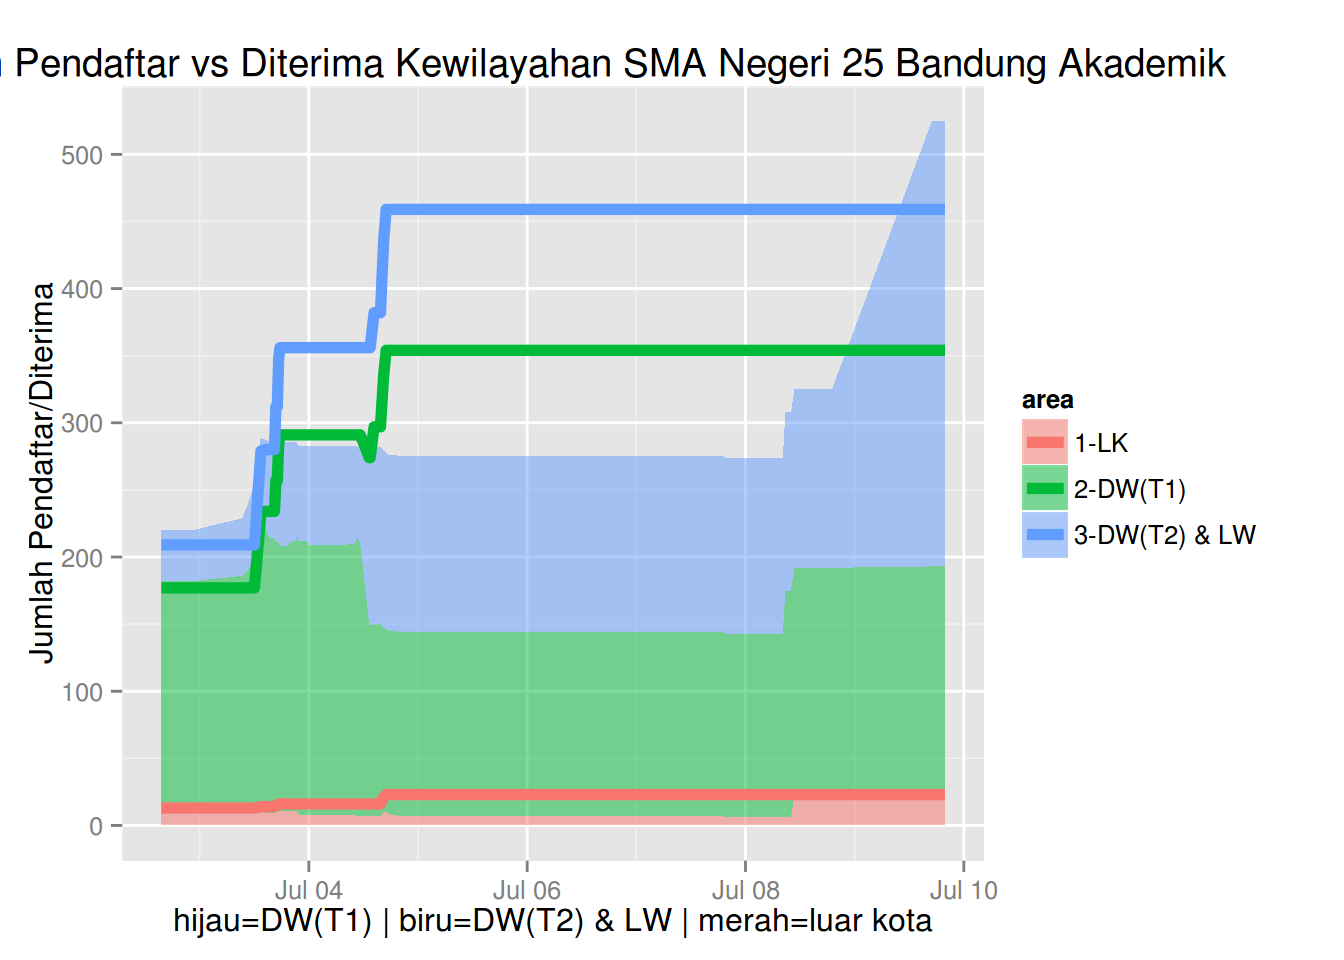 Pendaftar vs Diterima Kewilayahan SMA Negeri 25 Bandung Akademik
Jumlah Pendaftar/Diterima
500
400
300
200
100
0
Jul 04
Jul 06
Jul 08
Jul 10
hijau=DW(T1) | biru=DW(T2) & LW | merah=luar kota
area
1-LK
2-DW(T1)
3-DW(T2) & LW